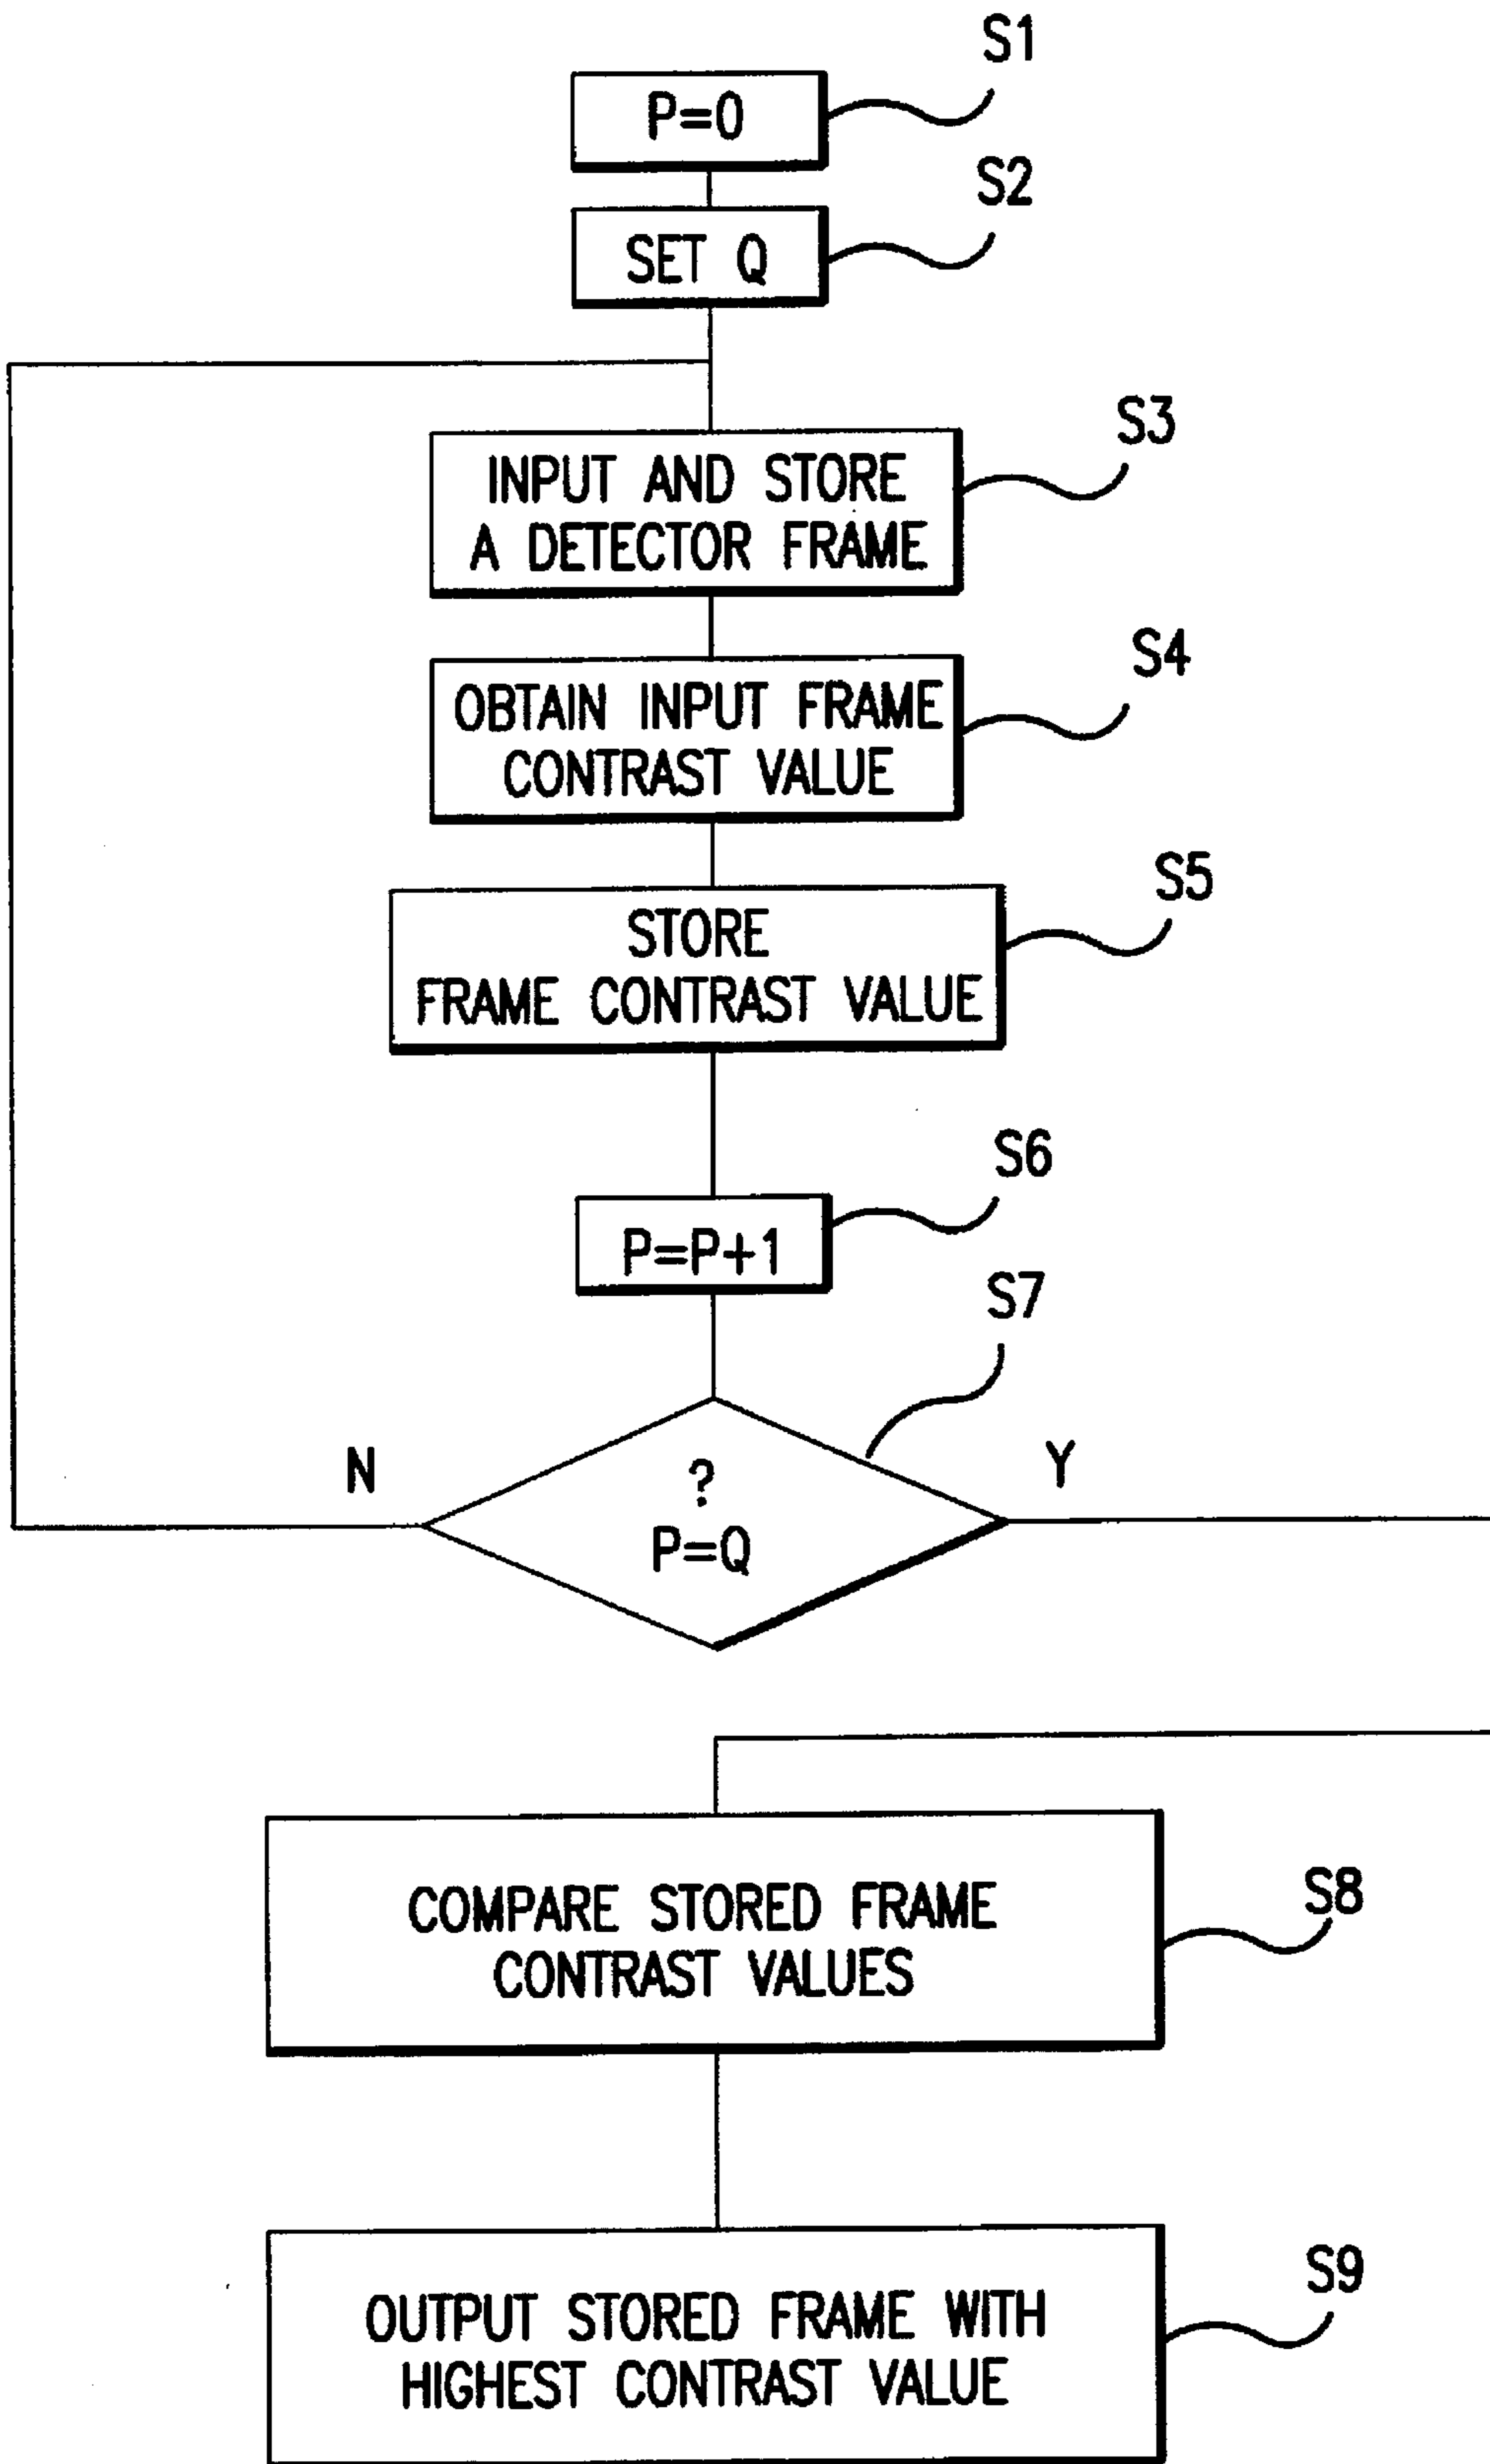 S1
P=0
S2
SET Q
S3
INPUT AND STORE
A DETECTOR FRAME
S4
OBTAIN INPUT FRAME
CONTRAST VALUE
S5
STORE
FRAME CONTRAST VALUE
S6
P=P+1
S7
N
?
Y
P=Q
COMPARE STORED FRAME
CONTRAST VALUES
S8
OUTPUT STORED FRAME WITH
HIGHEST CONTRAST VALUE
S9